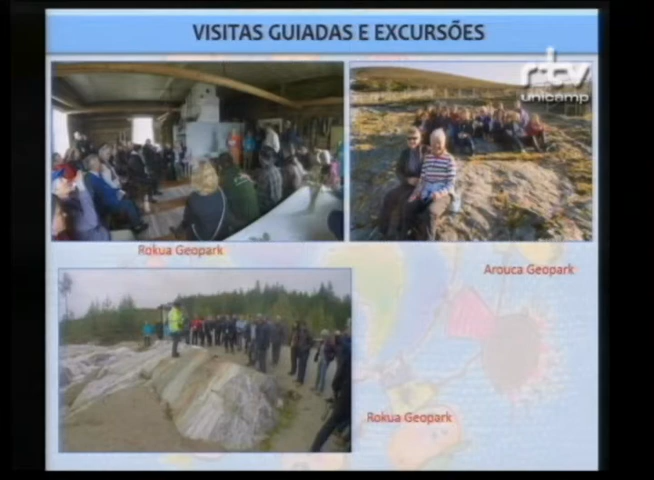 VISITAS GUIADAS E EXCURSÕES
rtv
unicamp
Rokua Geopark
Arouca Geopark
Rokua Geopark